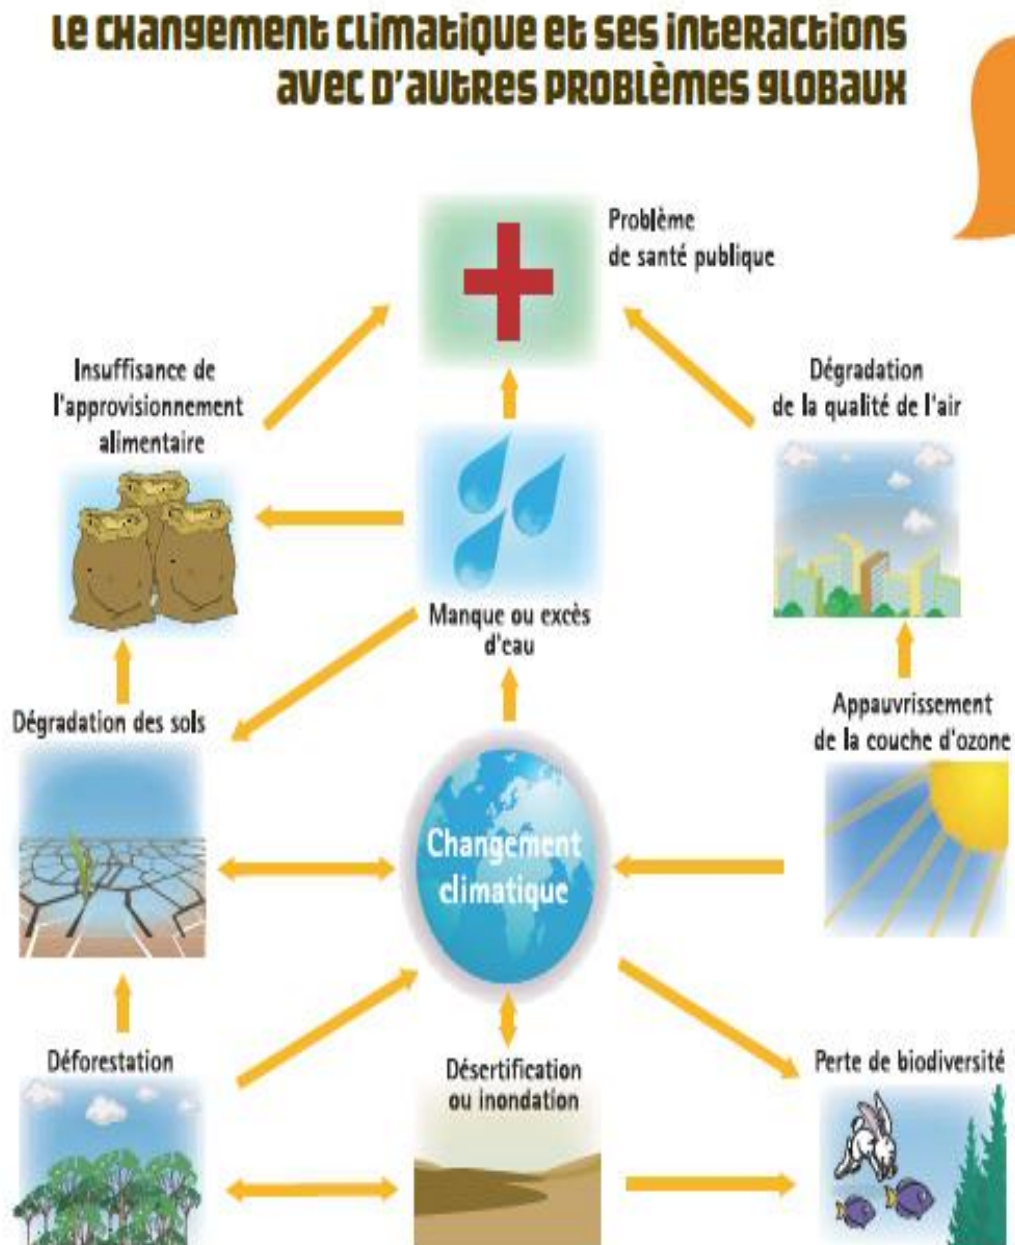 Le changement climatique et ses interactions
avec d'autres problèmes globaux
Problème
de santé publique
Insuffisance de
l'approvisionnement
alimentaire
Dégradation
de la qualité de l'air
Manque ou excès
d'eau
Dégradation des sols
Appauvrissement
de la couche d'ozone
Changement
climatique
Déforestation
Désertification
ou inondation
Perte de biodiversité